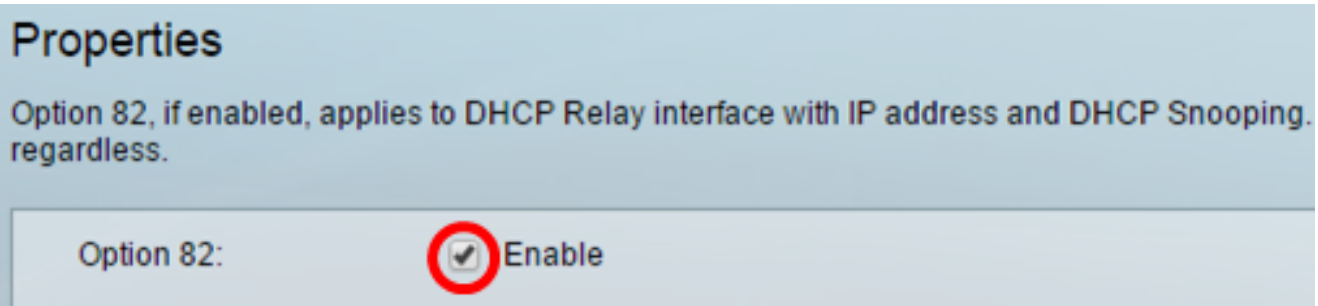 Properties
Option 82, if enabled, applies to DHCP Relay interface with IP address and DHCP Snooping.
regardless.
Option 82:
Enable